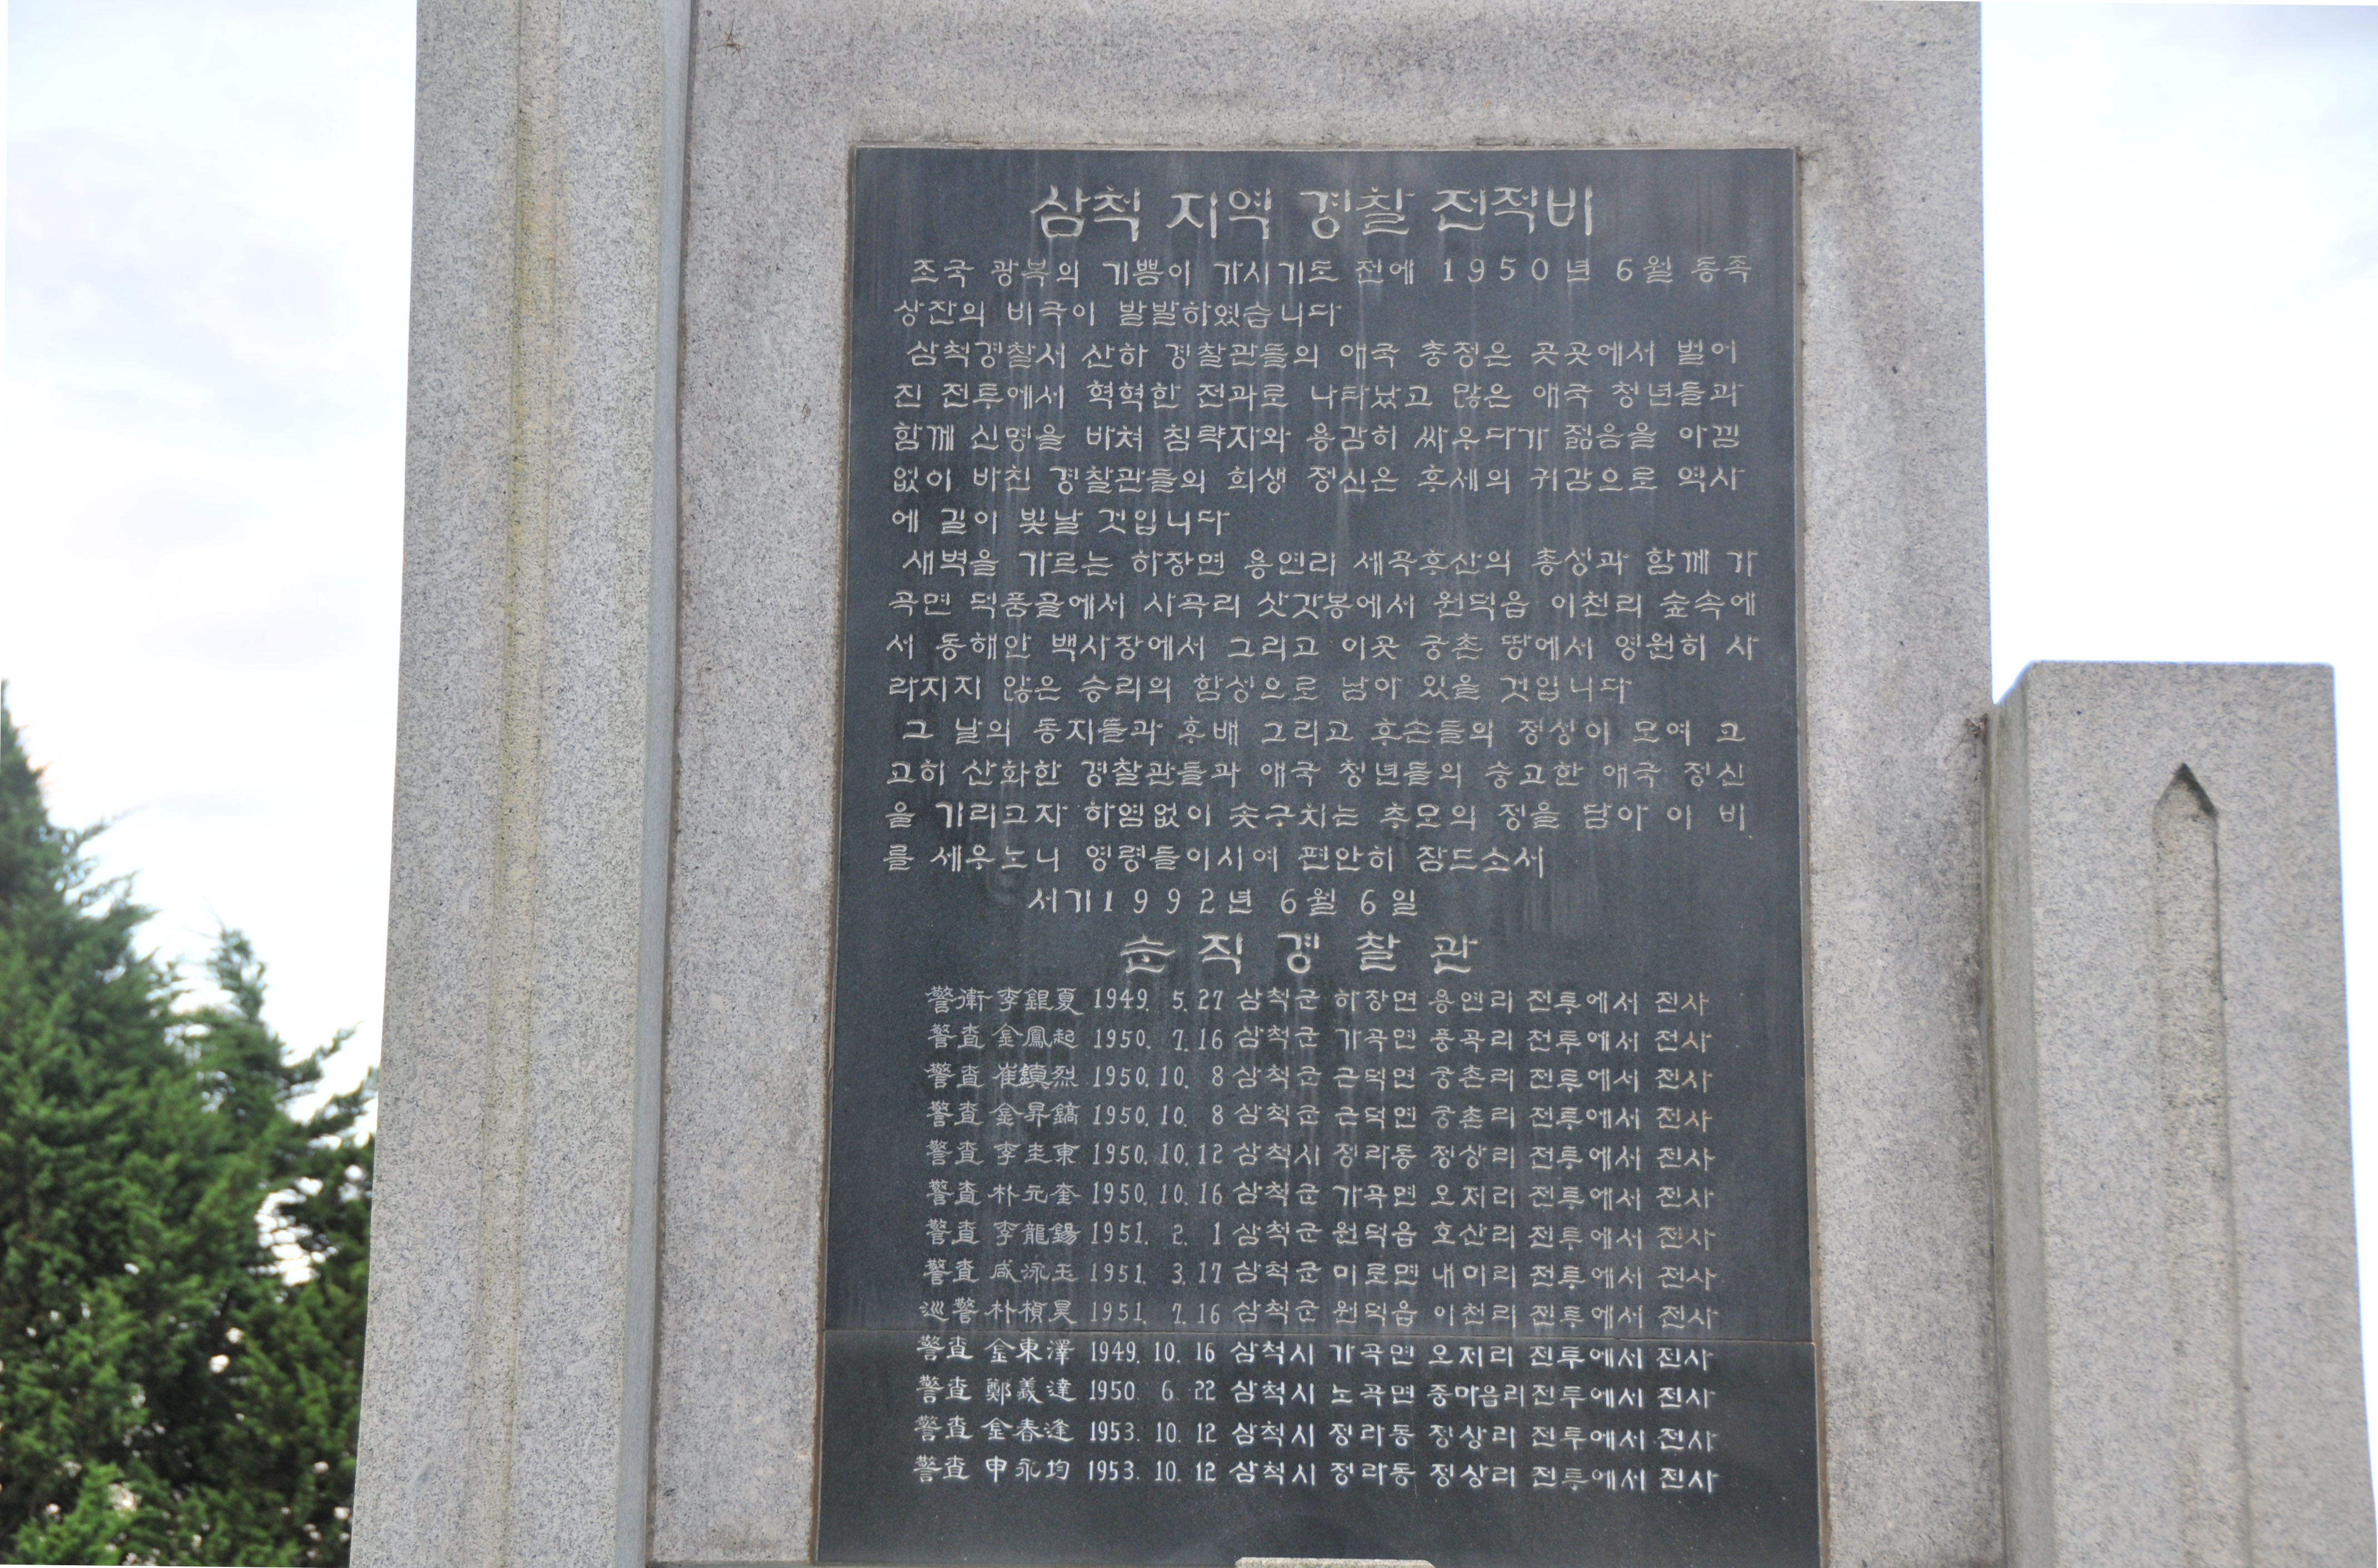 삼척 지역 경찰 전적비
조국 광복의 기쁨이 가시기도 전에 1950년 6월 동족
상잔의 비극이 발발하였습니다
삼척경찰서 산하 경찰관들의 애국 충정은 곳곳에서 벌어
진 전투에서 혁혁한 전과로 나타났고 많은 애국 청년들과
함께 신명을 바쳐 침략자와 용감히 싸우다가 젊음을 아낌
없이 바친 경찰관들의 희생 정신은 후세의 귀감으로 역사
에 길이 빛날 것입니다
새벽을 가르는 하장면 용연리 세곡후산의 총성과 함께 가
곡면 덕품골에서 사곡리 삿갓봉에서 원덕읍 이천리 숲속에
서 동해안 백사장에서 그리고 이곳 궁촌 땅에서 영원히 사
라지지 않은 승리의 함성으로 남아 있을 것입니다
그 날의 동지들과 후배 그리고 후손들의 정성이 모여 고
고히 산화한 경찰관들과 애국 청년들의 숭고한 애국 정신
을 기리고자 하염없이 솟구치는 추모의 정을 담아 이 비
를 세우노니 영령들이시여 편안히 잠드소서
서기1992년 6월 6일
순직경찰관
警衛 李錕夏 1949. 5. 27 삼척군 하장면 용연리 전투에서 전사
警査 金鳳起 1950. 7. 16 삼척군 가곡면 풍곡리 전투에서 전사
警査 崔鎭烈 1950. 10. 8 삼척군 근덕면 궁촌리 전투에서 전사
警査 金昇鎬 1950. 10. 8 삼척군 근덕면 궁촌리 전투에서 전사
警査 李圭東 1950. 10. 12 삼척시 정라동 정상리 전투에서 전사
警査 朴元奎 1950. 10. 16 삼척군 가곡면 오저리 전투에서 전사
警査 李龍錫 1951. 2. 1 삼척군 원덕읍 호산리 전투에서 전사
警査 咸泳玉 1951. 3. 17 삼척군 미로면 내미리 전투에서 전사
巡警 朴楨昊 1951. 7. 16 삼척군 원덕읍 이천리 전투에서 전사
警査 金東澤 1949. 10. 16 삼척시 가곡면 오저리 전투에서 전사
警査 鄭義達 1950 6. 22 삼척시 노곡면 중마읍리전투에서 전사
警査 金春逢 1953. 10. 12 삼척시 정라동 정상리 전투에서 전사
警査 申永均 1953. 10. 12 삼척시 정라동 정상리 전투에서 전사